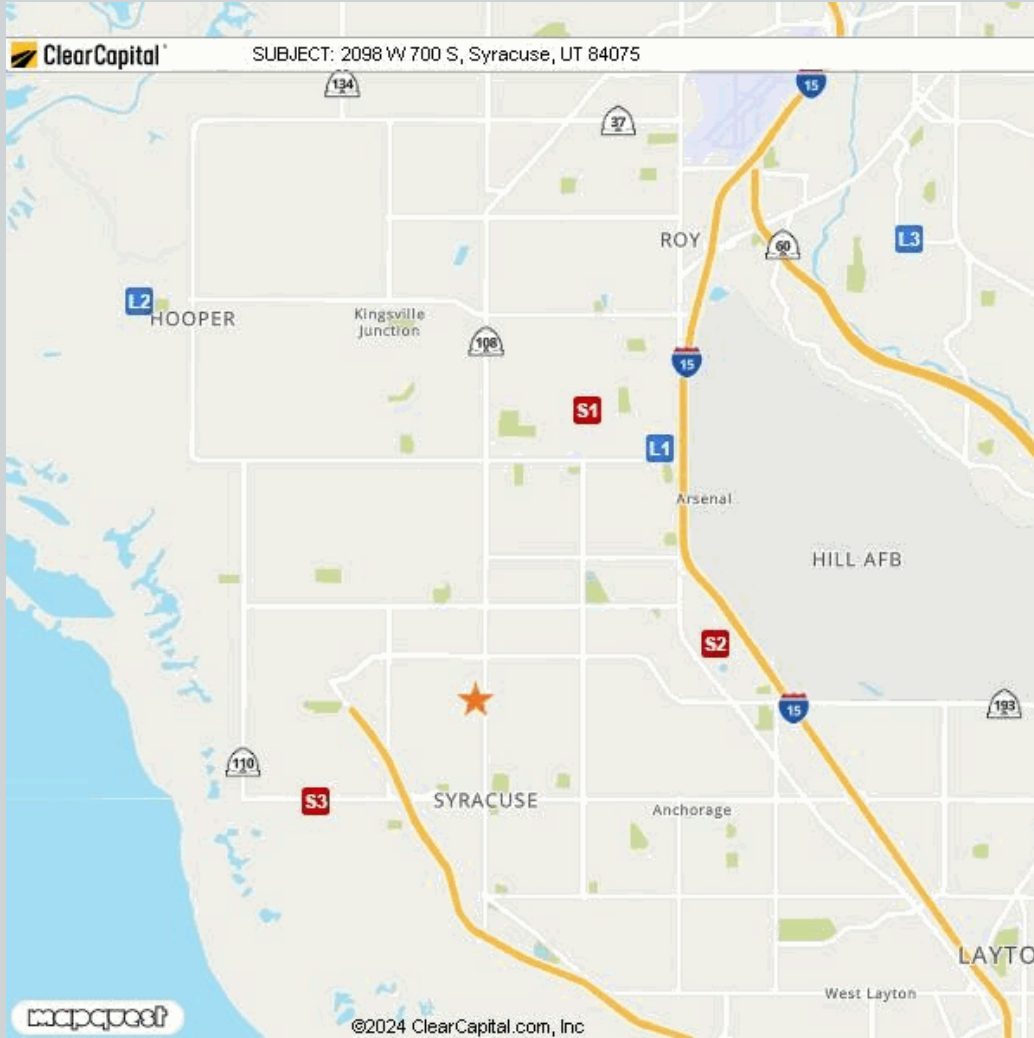 ClearCapital SUBJECT: 2098 W 700 S, Syracuse, UT 84075
134
15
37
ROY
60
L3
L2
HOOPER
Kingsville
Junction
108
15
S1
L1
Arsenal
HILL AFB
S2
193
15
110
S3
SYRACUSE
Anchorage
LAYTO
West Layton
mapquest
©2024 ClearCapital.com, Inc